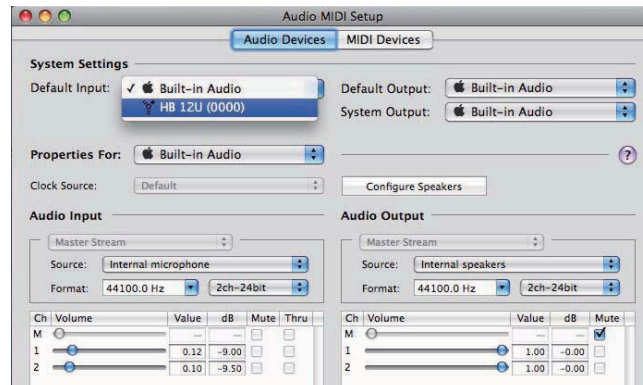 Audio MIDI Setup
Audio Devices MIDI Devices
System Settings
Default Input: ✓ Built-in Audio
HB 12U (0000)
Default Output: Built-in Audio
System Output: Built-in Audio
Properties For: Built-in Audio ?
Clock Source: Default Configure Speakers
Audio Input
Master Stream
Source: Internal microphone
Format: 44100.0 Hz 2ch-24bit
Ch Volume Value dB Mute Thru
M — —
1 0.12 -9.00
2 0.10 -9.50
Audio Output
Master Stream
Source: Internal speakers
Format: 44100.0 Hz 2ch-24bit
Ch Volume Value dB Mute
M — —
1 1.00 -0.00
2 1.00 -0.00